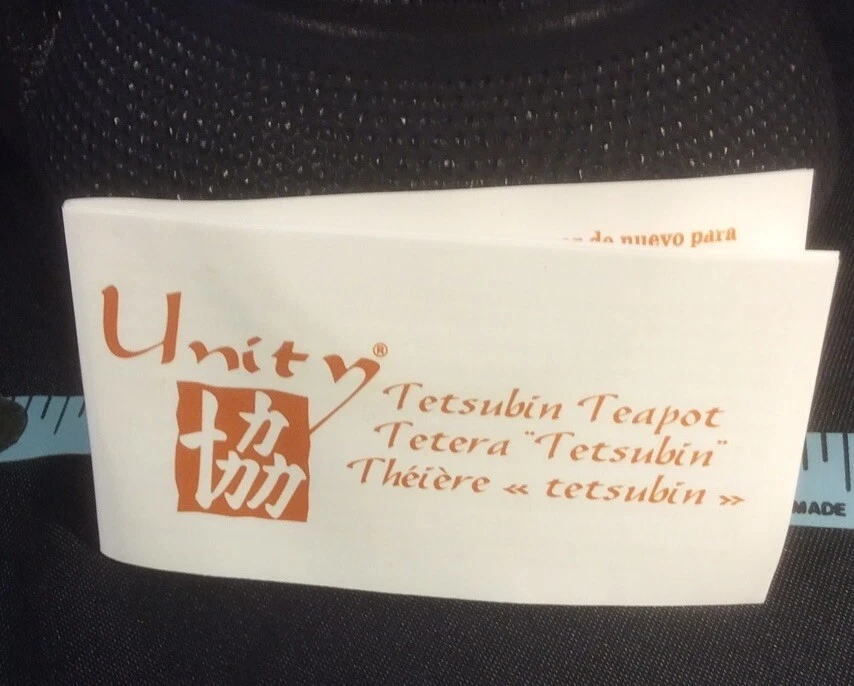 de nuevo para
Unity®
協
Tetsubin Teapot
Tetera "Tetsubin"
Théière « tetsubin »
MADE